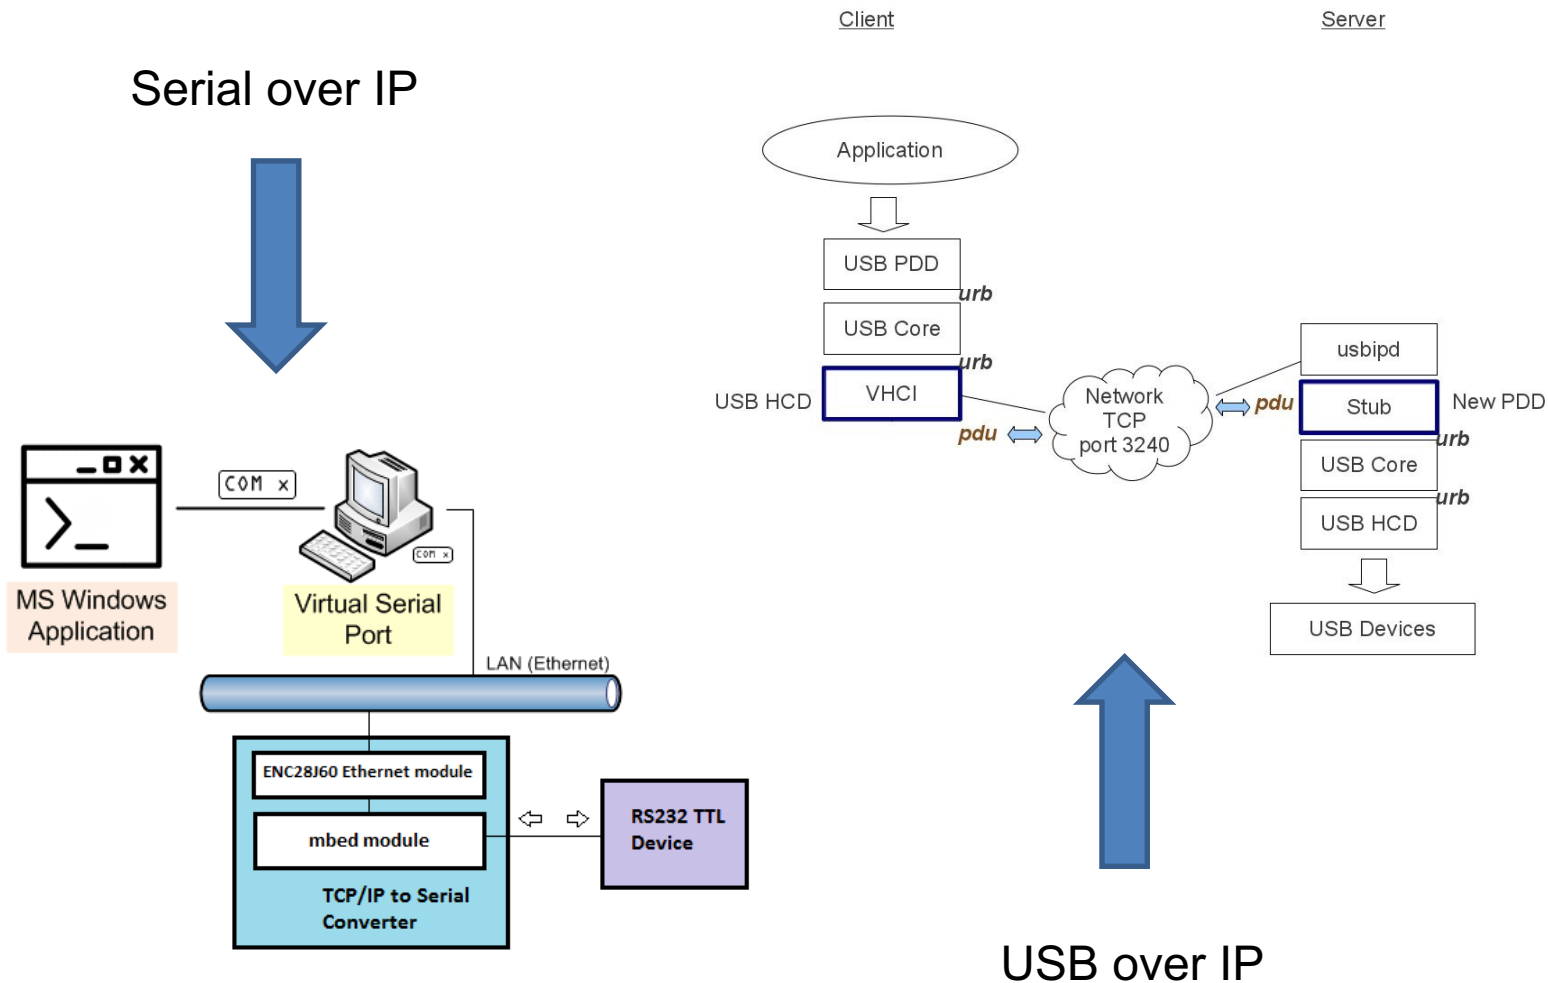 Serial over IP
COM x
COM x
MS Windows
Application
Virtual Serial
Port
LAN (Ethernet)
ENC28J60 Ethernet module
mbed module
TCP/IP to Serial
Converter
RS232 TTL
Device
Client
Server
Application
USB PDD
urb
USB Core
urb
USB HCD
VHCI
pdu
Network
TCP
port 3240
pdu
usbipd
Stub
New PDD
urb
USB Core
urb
USB HCD
USB Devices
USB over IP